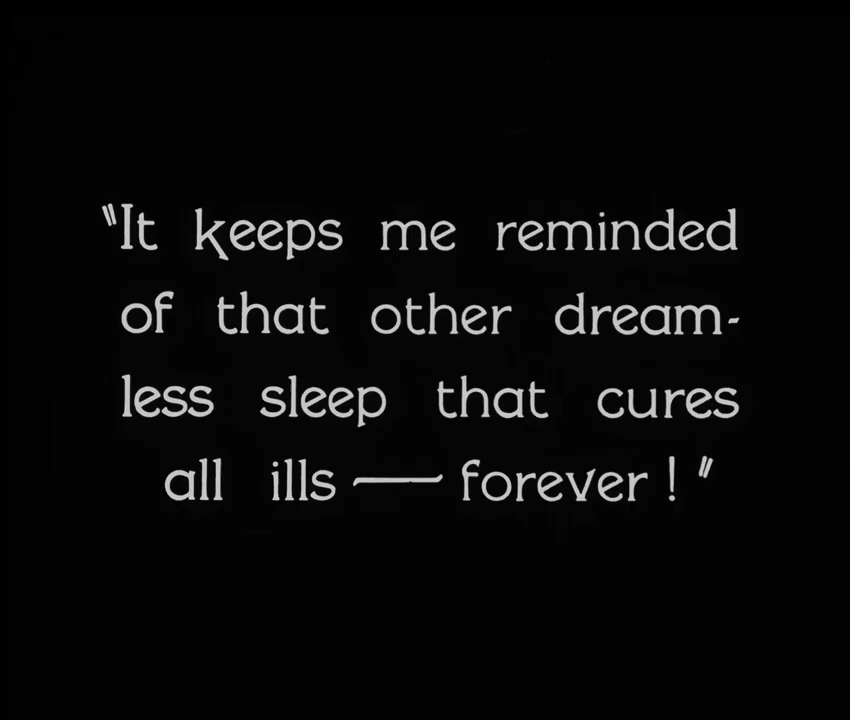 "It keeps me reminded
of that other dream-
less sleep that cures
all ills — forever!"